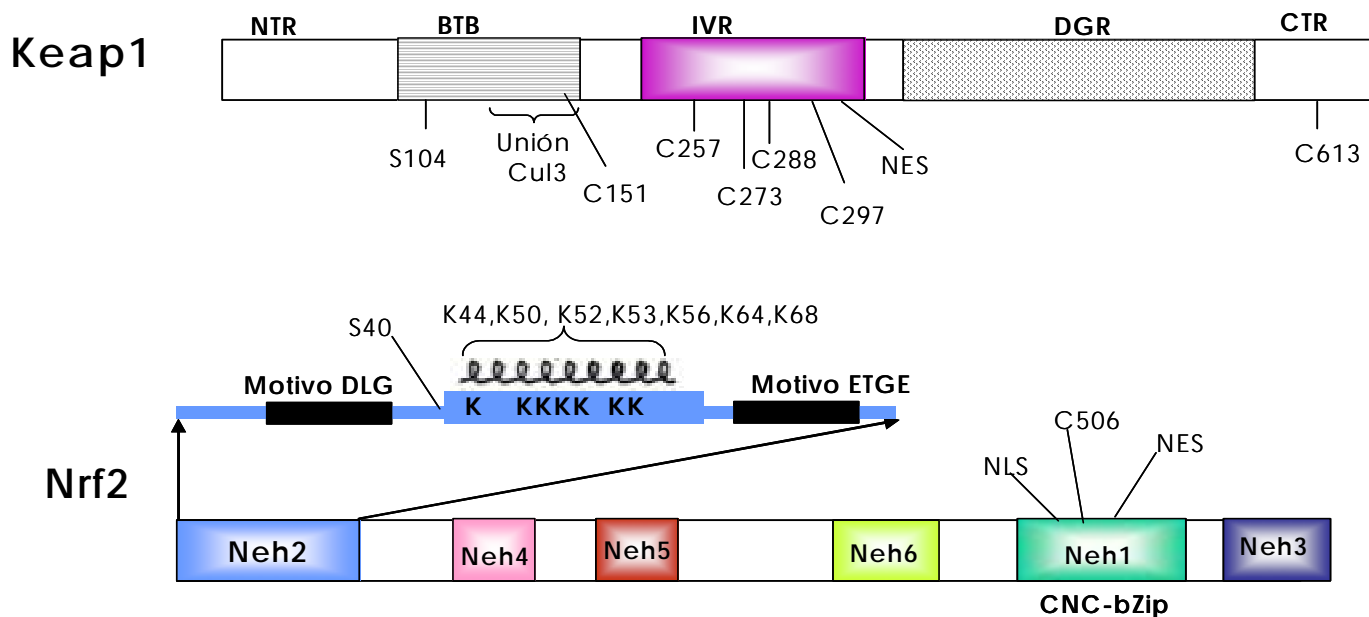 NTR BTB IVR DGR CTR
Keap1
S104
Unión
Cul3
C151
C257
C273
C288
C297
NES
C613
K44,K50, K52,K53,K56,K64,K68
S40
Motivo DLG
Motivo ETGE
K KKKK KK
C506
NLS
NES
Nrf2
Neh2 Neh4 Neh5 Neh6 Neh1 Neh3
CNC-bZip